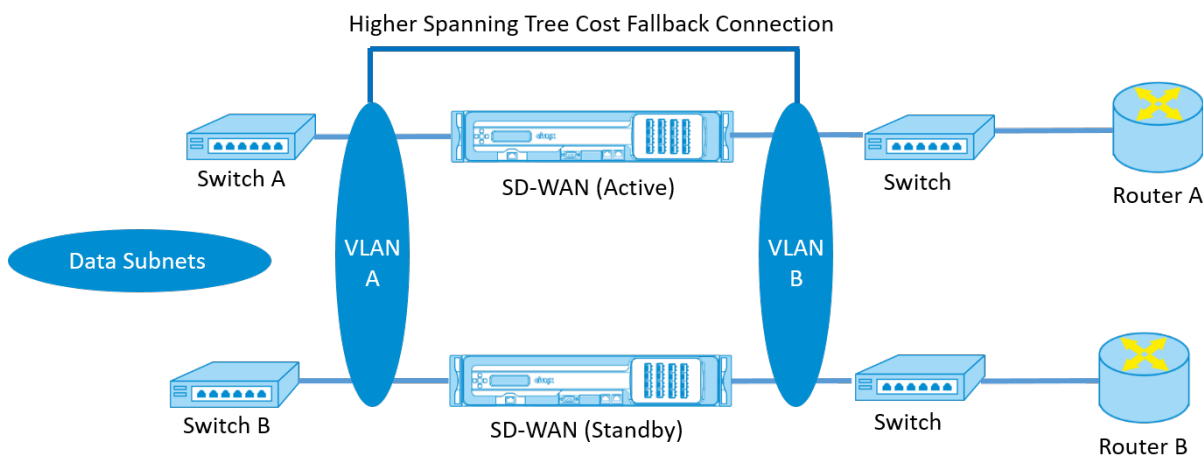 Higher Spanning Tree Cost Fallback Connection
Switch A
SD-WAN (Active)
Switch
Router A
Data Subnets
VLAN
A
VLAN
B
Switch B
SD-WAN (Standby)
Switch
Router B